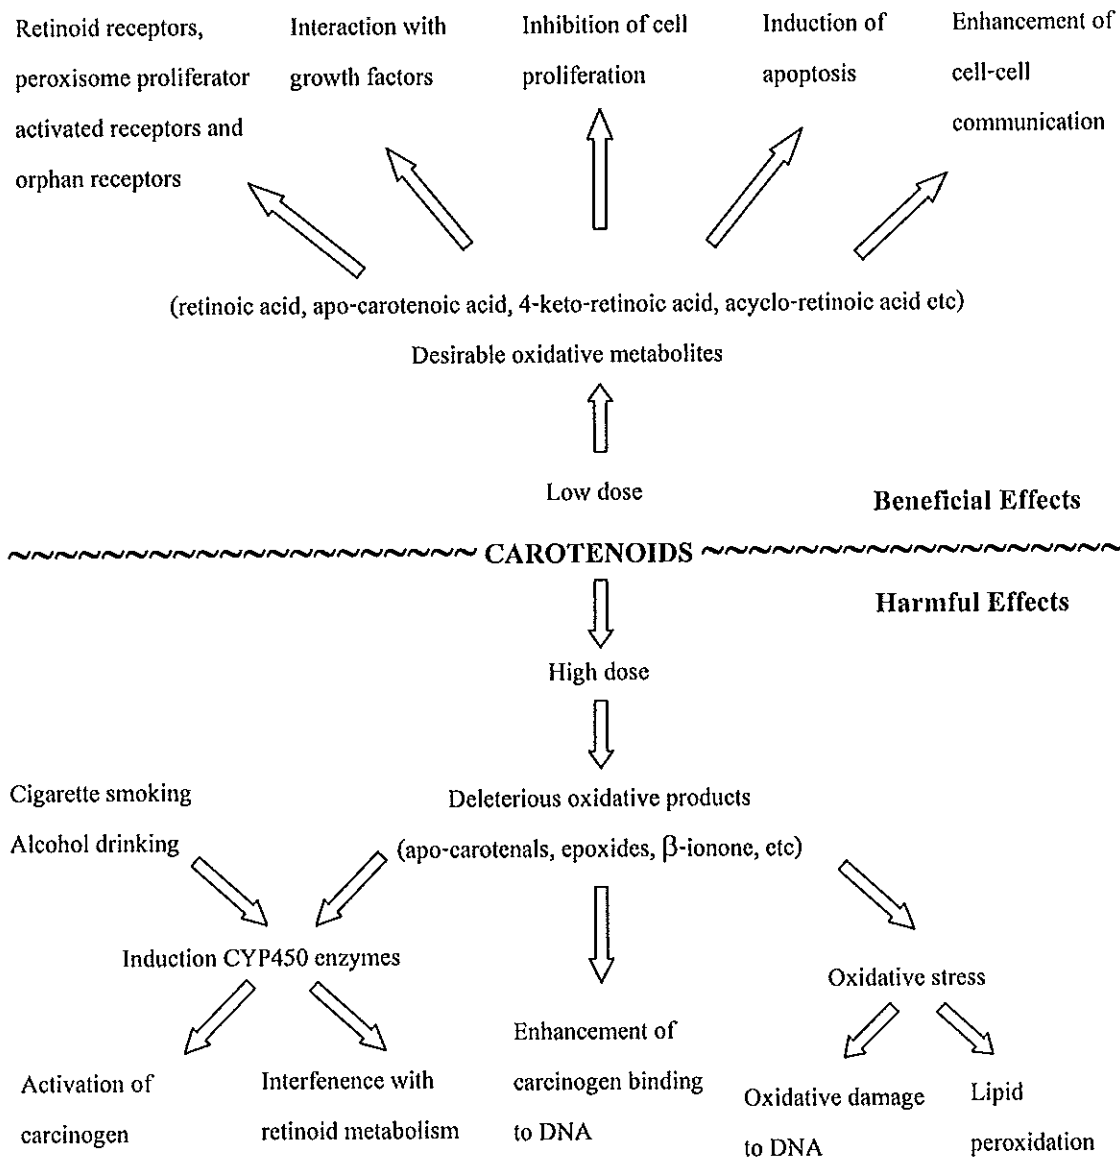 Retinoid receptors,
peroxisome proliferator
activated receptors and
orphan receptors
Interaction with
growth factors
Inhibition of cell
proliferation
Induction of
apoptosis
Enhancement of
cell-cell
communication
(retinoic acid, apo-carotenoic acid, 4-keto-retinoic acid, acyclo-retinoic acid etc)
Desirable oxidative metabolites
Low dose
Beneficial Effects
~~~~~~~~~~~~~~~~~~~~ CAROTENOIDS ~~~~~~~~~~~~~~~~~~~~
Harmful Effects
High dose
Cigarette smoking
Alcohol drinking
Deleterious oxidative products
(apo-carotenals, epoxides, β-ionone, etc)
Induction CYP450 enzymes
Oxidative stress
Activation of
carcinogen
Interfenence with
retinoid metabolism
Enhancement of
carcinogen binding
to DNA
Oxidative damage
to DNA
Lipid
peroxidation